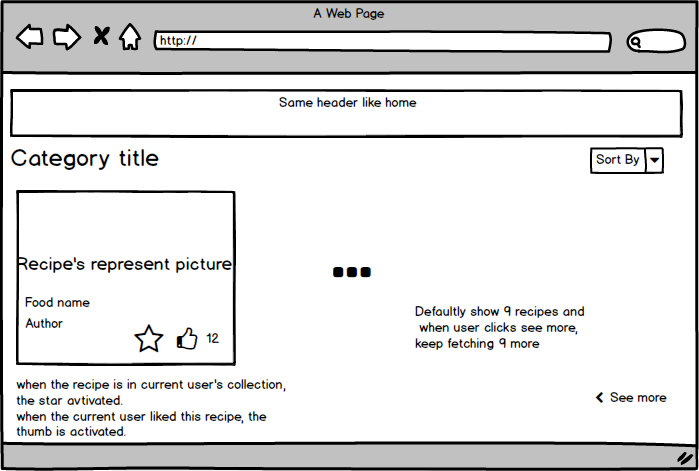 A Web Page
http://
Same header like home
Category title
Sort By
Recipe's represent picture
Food name
Author
12
Defaultly show 9 recipes and
when user clicks see more,
keep fetching 9 more
when the recipe is in current user's collection,
the star avtivated.
when the current user liked this recipe, the
thumb is activated.
See more